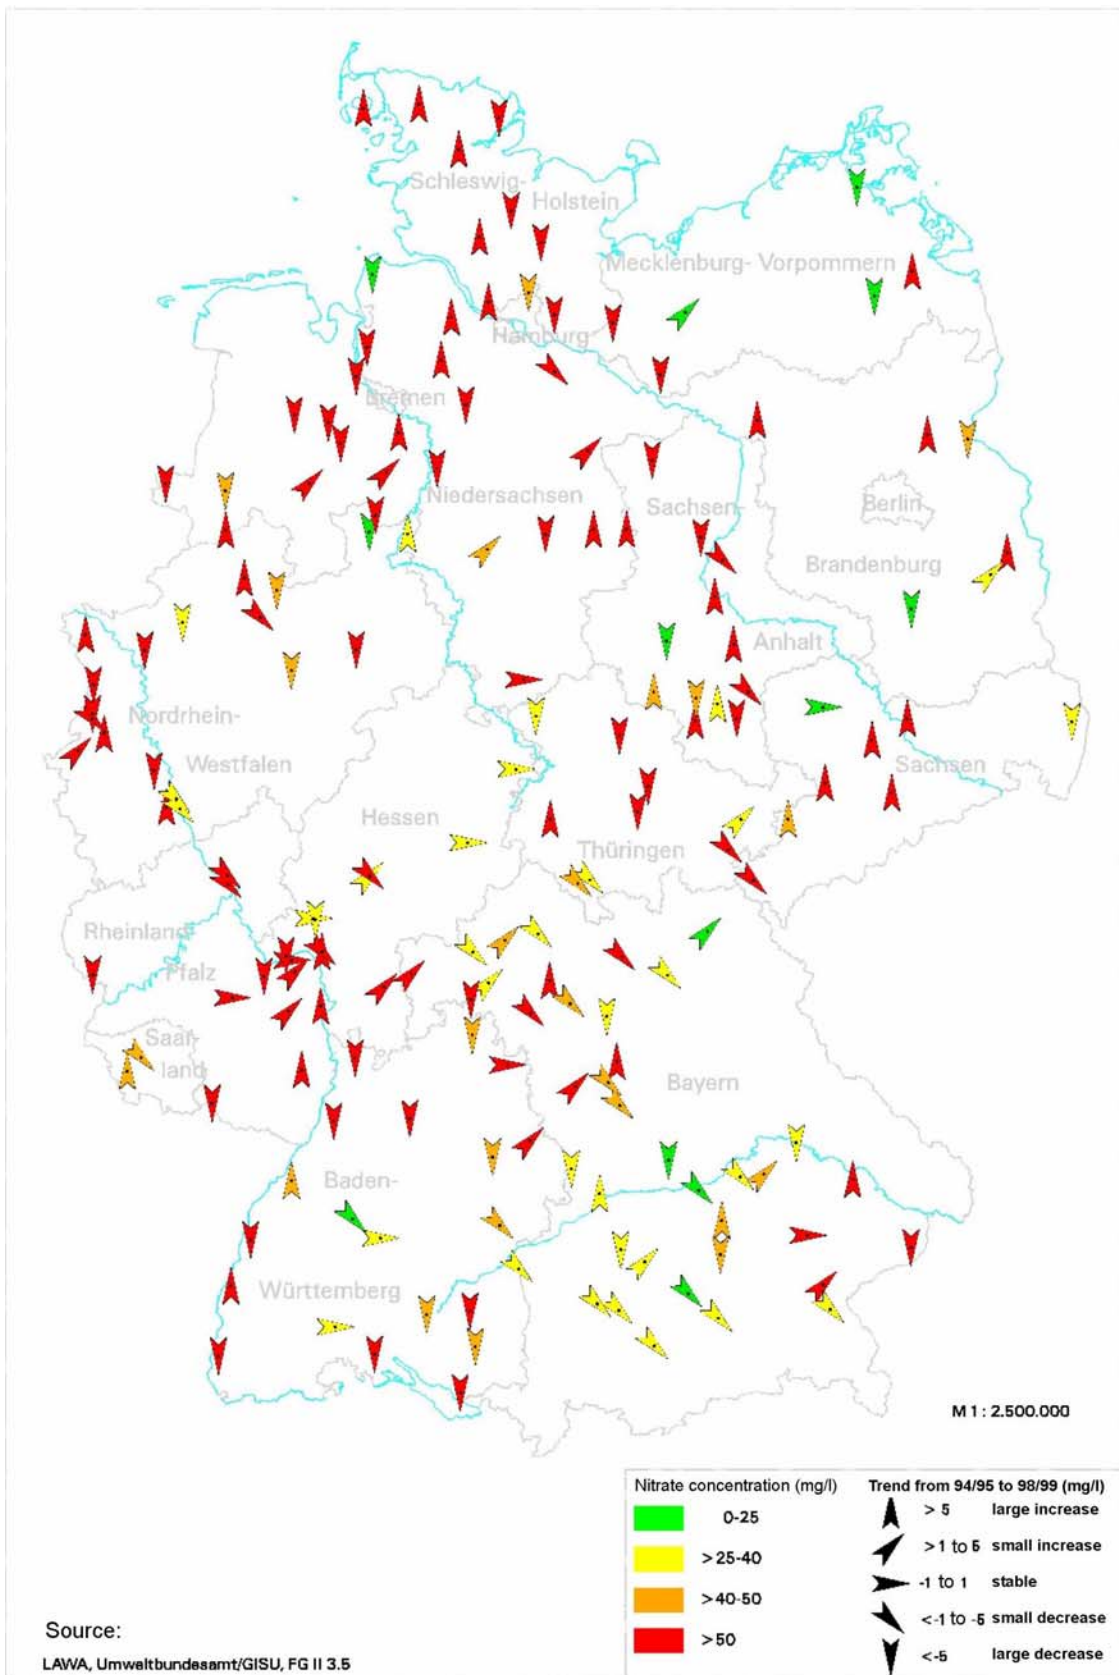 Schleswig-
Holstein
Mecklenburg- Vorpommern
Hamburg
Bremen
Niedersachsen
Sachsen-
Berlin
Brandenburg
Anhalt
Nordrhein-
Westfalen
Sachsen
Hessen
Thüringen
Rheinland
Pfalz
Saar-
land
Bayern
Baden-
Württemberg
M 1 : 2.500.000
Nitrate concentration (mg/l)
0-25
>25-40
>40-50
>50
Trend from 94/95 to 98/99 (mg/l)
> 5 large increase
>1 to 5 small increase
-1 to 1 stable
<-1 to -5 small decrease
<-5 large decrease
Source:
LAWA, Umweltbundesamt/GISU, FG II 3.5